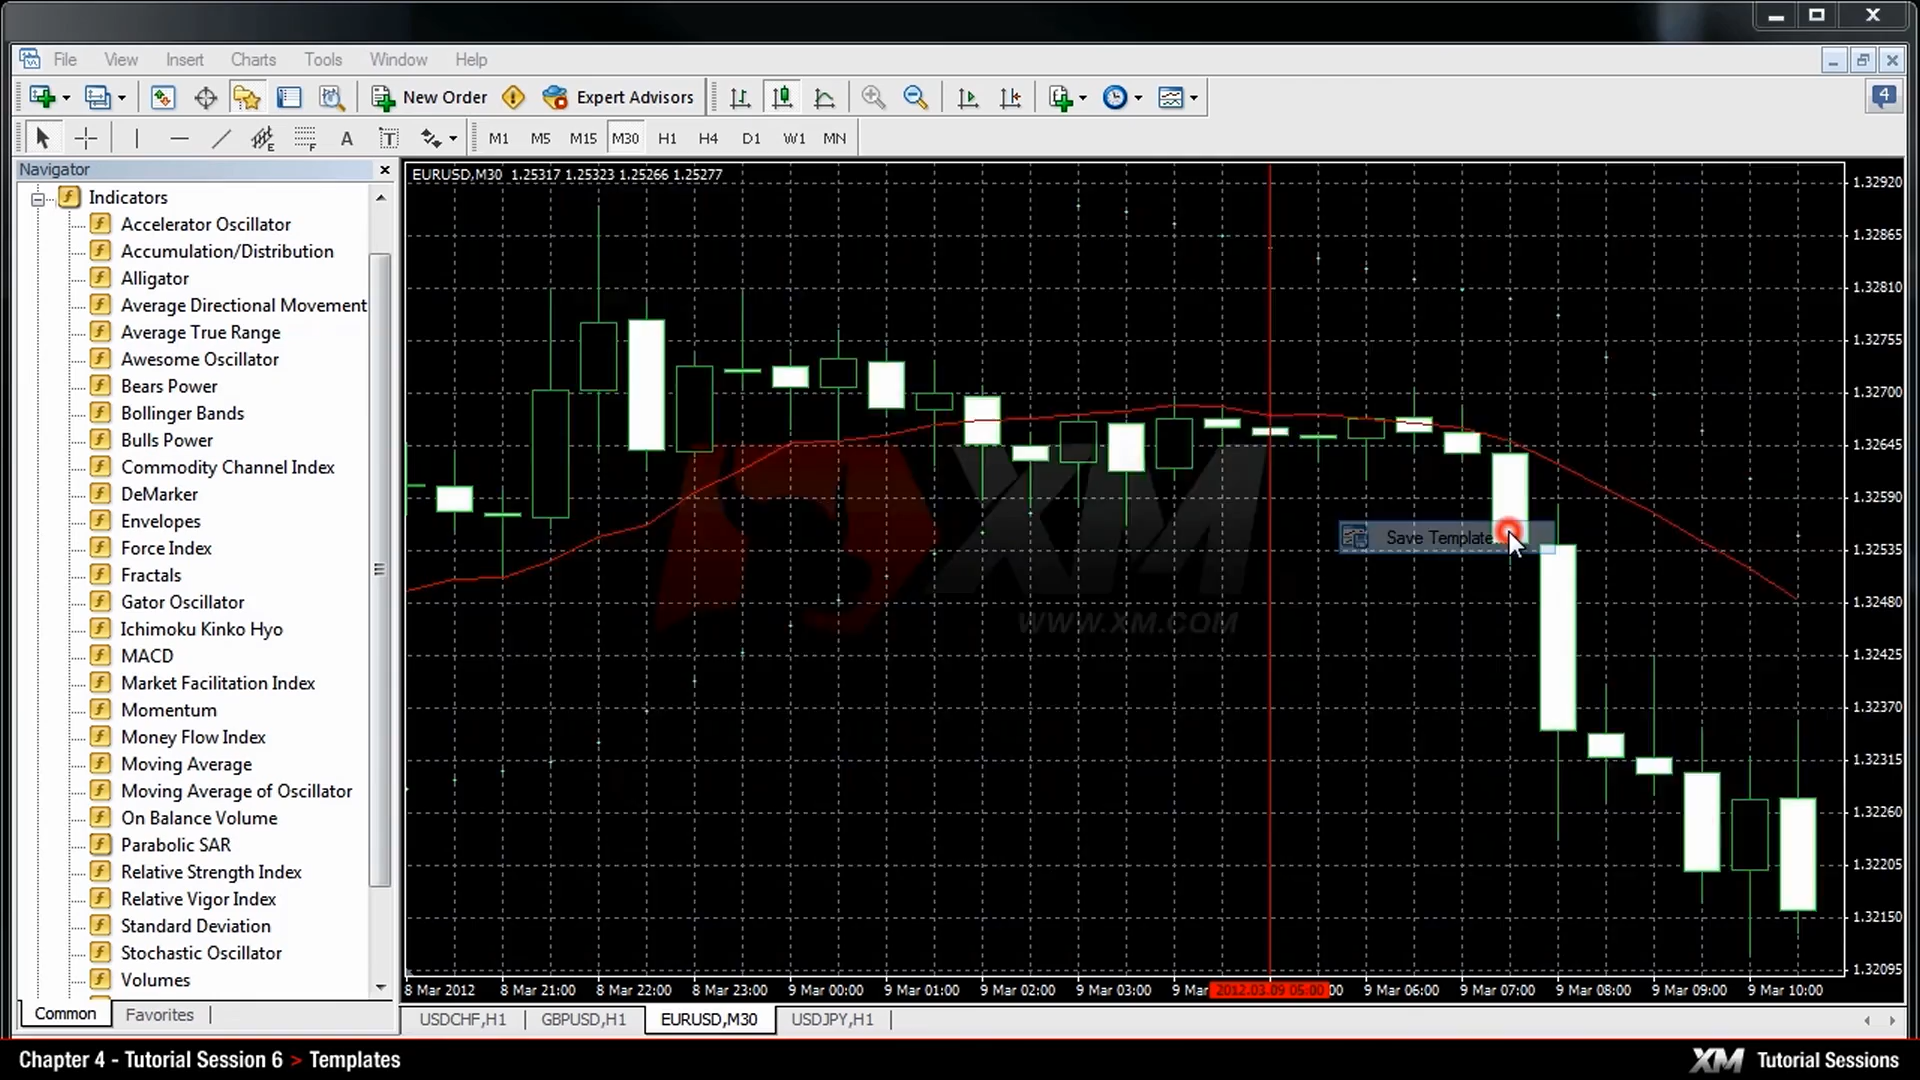 File View Insert Charts Tools Window Help
New Order Expert Advisors 4
A T M1 M5 M15 M30 H1 H4 D1 W1 MN
Navigator
Indicators
Accelerator Oscillator
Accumulation/Distribution
Alligator
Average Directional Movement
Average True Range
Awesome Oscillator
Bears Power
Bollinger Bands
Bulls Power
Commodity Channel Index
DeMarker
Envelopes
Force Index
Fractals
Gator Oscillator
Ichimoku Kinko Hyo
MACD
Market Facilitation Index
Momentum
Money Flow Index
Moving Average
Moving Average of Oscillator
On Balance Volume
Parabolic SAR
Relative Strength Index
Relative Vigor Index
Standard Deviation
Stochastic Oscillator
Volumes
Common Favorites
EURUSD,M30 1.25317 1.25323 1.25266 1.25277
XM
WWW.XM.COM
Save Template
1.32920
1.32865
1.32810
1.32755
1.32700
1.32645
1.32590
1.32535
1.32480
1.32425
1.32370
1.32315
1.32260
1.32205
1.32150
1.32095
8 Mar 2012 8 Mar 21:00 8 Mar 22:00 8 Mar 23:00 9 Mar 00:00 9 Mar 01:00 9 Mar 02:00 9 Mar 03:00 9 Mar 2012.03.09 05:00 00 9 Mar 06:00 9 Mar 07:00 9 Mar 08:00 9 Mar 09:00 9 Mar 10:00
USDCHF,H1 GBPUSD,H1 EURUSD,M30 USDJPY,H1
Chapter 4 - Tutorial Session 6 > Templates
XM Tutorial Sessions